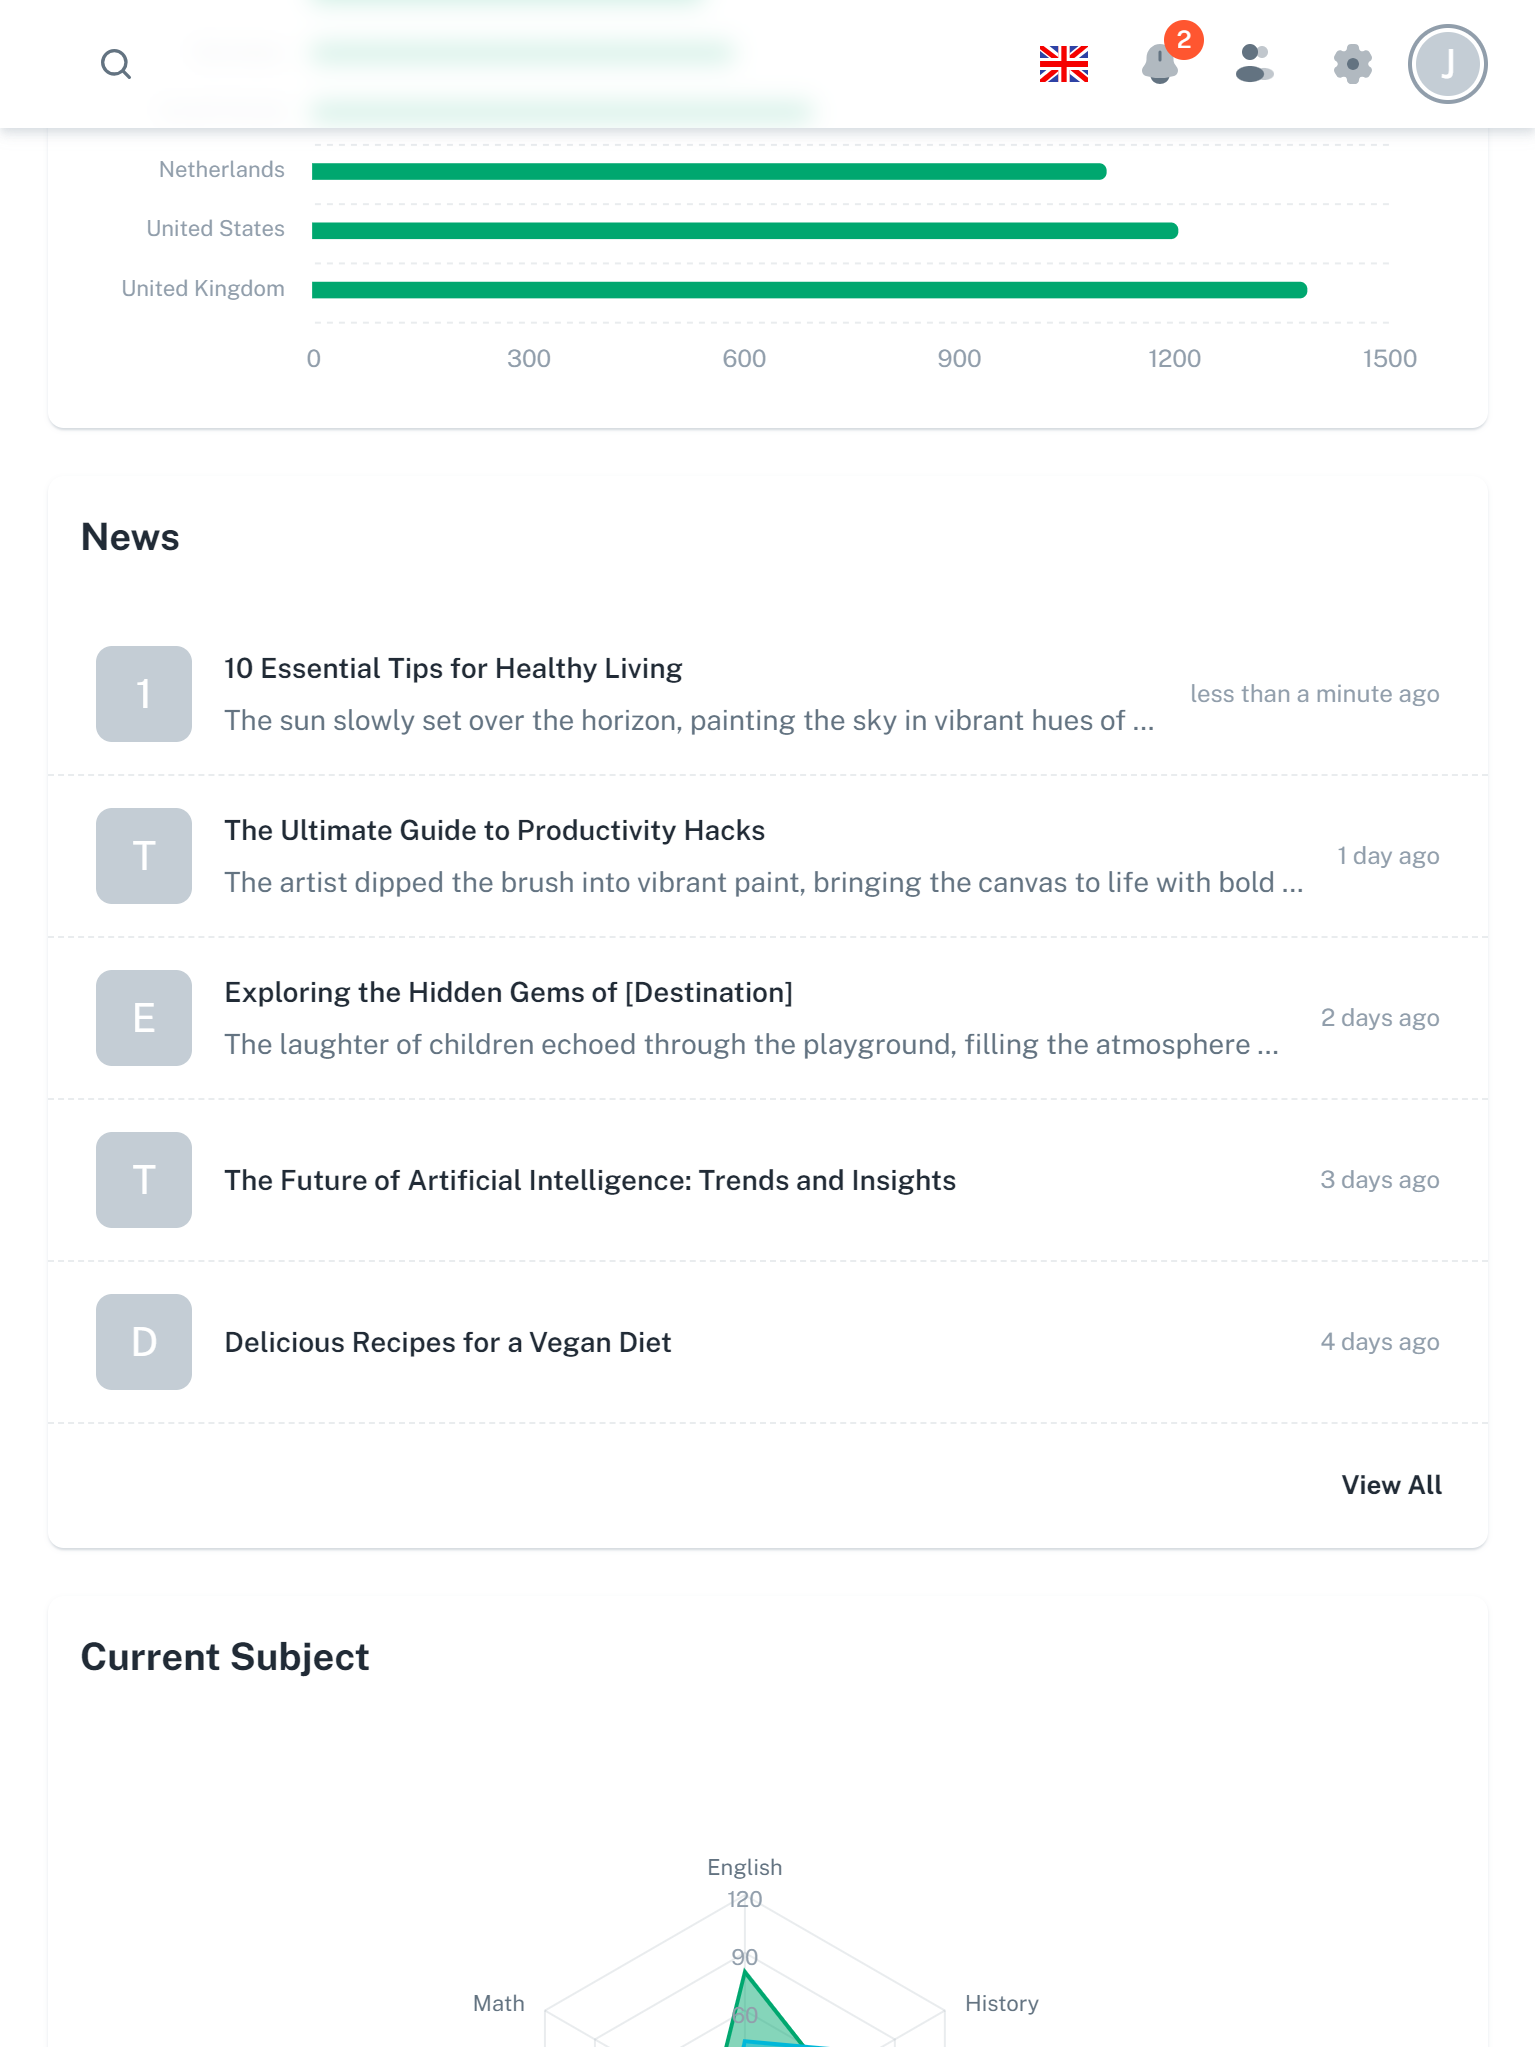 2
J
Netherlands
United States
United Kingdom
0 300 600 900 1200 1500
News
1
10 Essential Tips for Healthy Living
The sun slowly set over the horizon, painting the sky in vibrant hues of ...
less than a minute ago
T
The Ultimate Guide to Productivity Hacks
The artist dipped the brush into vibrant paint, bringing the canvas to life with bold ...
1 day ago
E
Exploring the Hidden Gems of [Destination]
The laughter of children echoed through the playground, filling the atmosphere ...
2 days ago
T
The Future of Artificial Intelligence: Trends and Insights
3 days ago
D
Delicious Recipes for a Vegan Diet
4 days ago
View All
Current Subject
English
120
90
Math
History
60